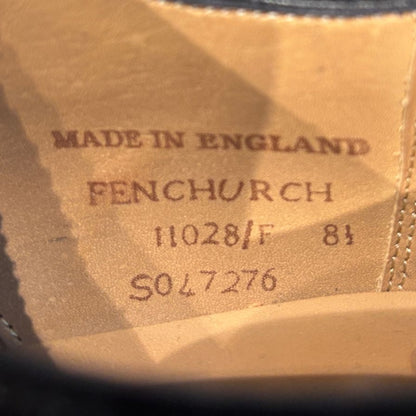 MADE IN ENGLAND
FENCHURCH
11028/F 8½
S047276